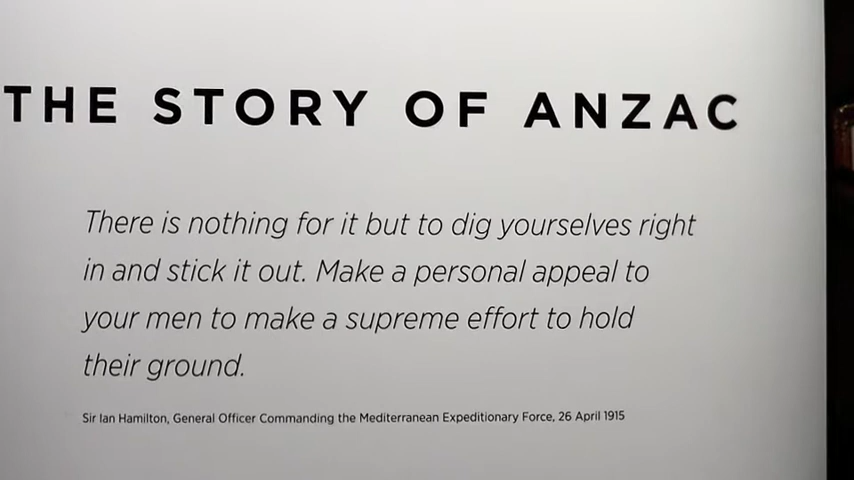 THE STORY OF ANZAC
There is nothing for it but to dig yourselves right
in and stick it out. Make a personal appeal to
your men to make a supreme effort to hold
their ground.
Sir Ian Hamilton, General Officer Commanding the Mediterranean Expeditionary Force, 26 April 1915